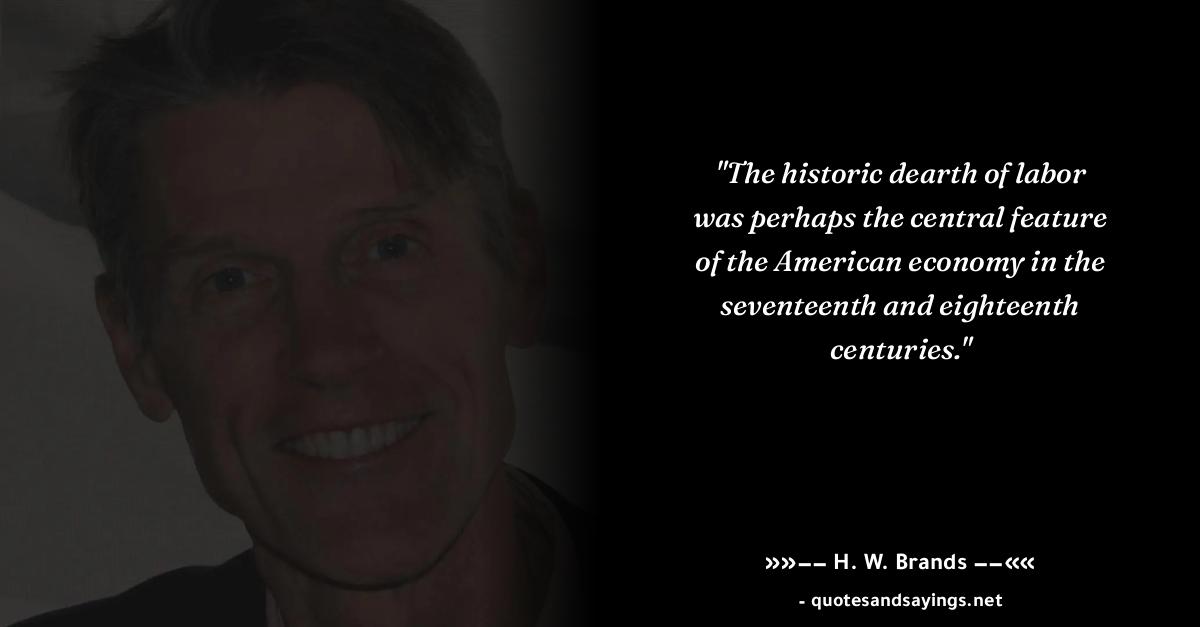 "The historic dearth of labor
was perhaps the central feature
of the American economy in the
seventeenth and eighteenth
centuries."
»»–– H. W. Brands ––««
- quotesandsayings.net